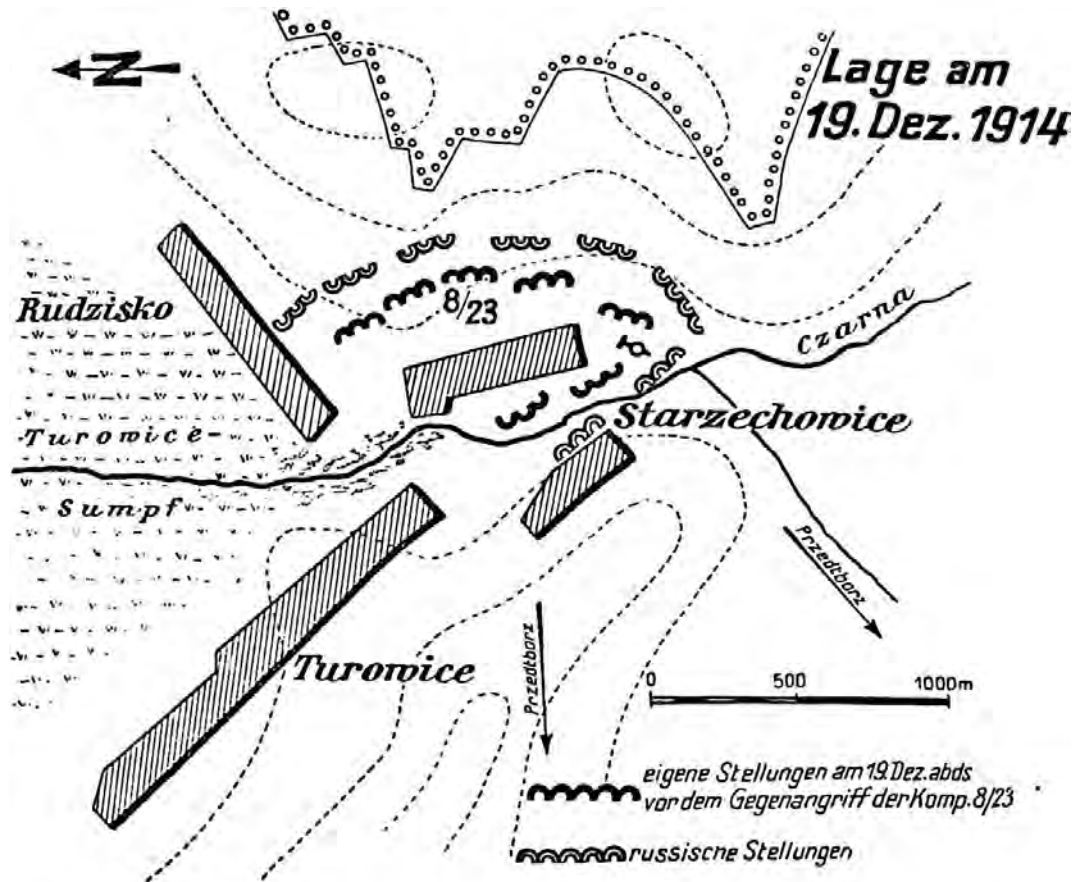 N
Lage am
19. Dez. 1914
Rudzisko
8/23
Czarna
Turowice-
Sumpf
Starzechowice
Turowice
Przedtborz
Przedtborz
0 500 1000m
eigene Stellungen am 19.Dez.abds
vor dem Gegenangriff der Komp. 8/23
russische Stellungen